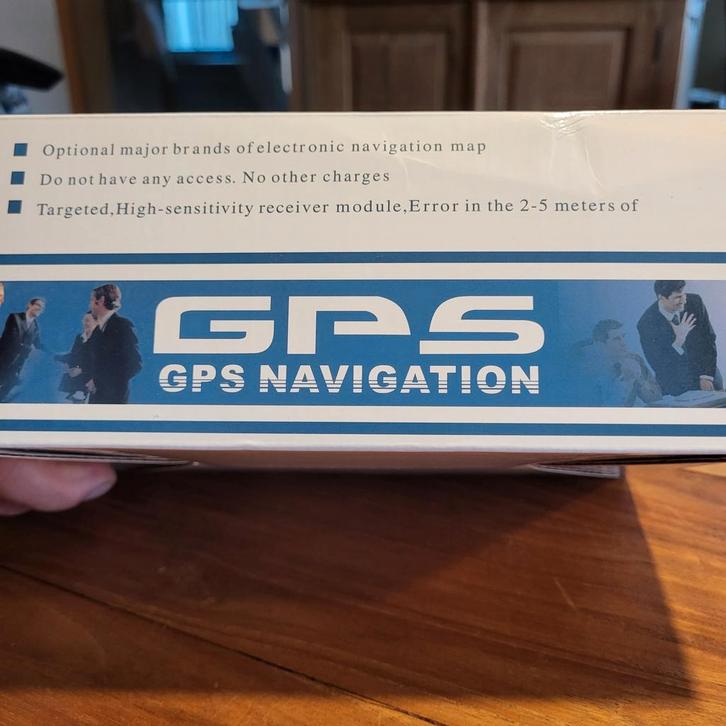 Optional major brands of electronic navigation map
Do not have any access. No other charges
Targeted,High-sensitivity receiver module,Error in the 2-5 meters of
GPS
GPS NAVIGATION